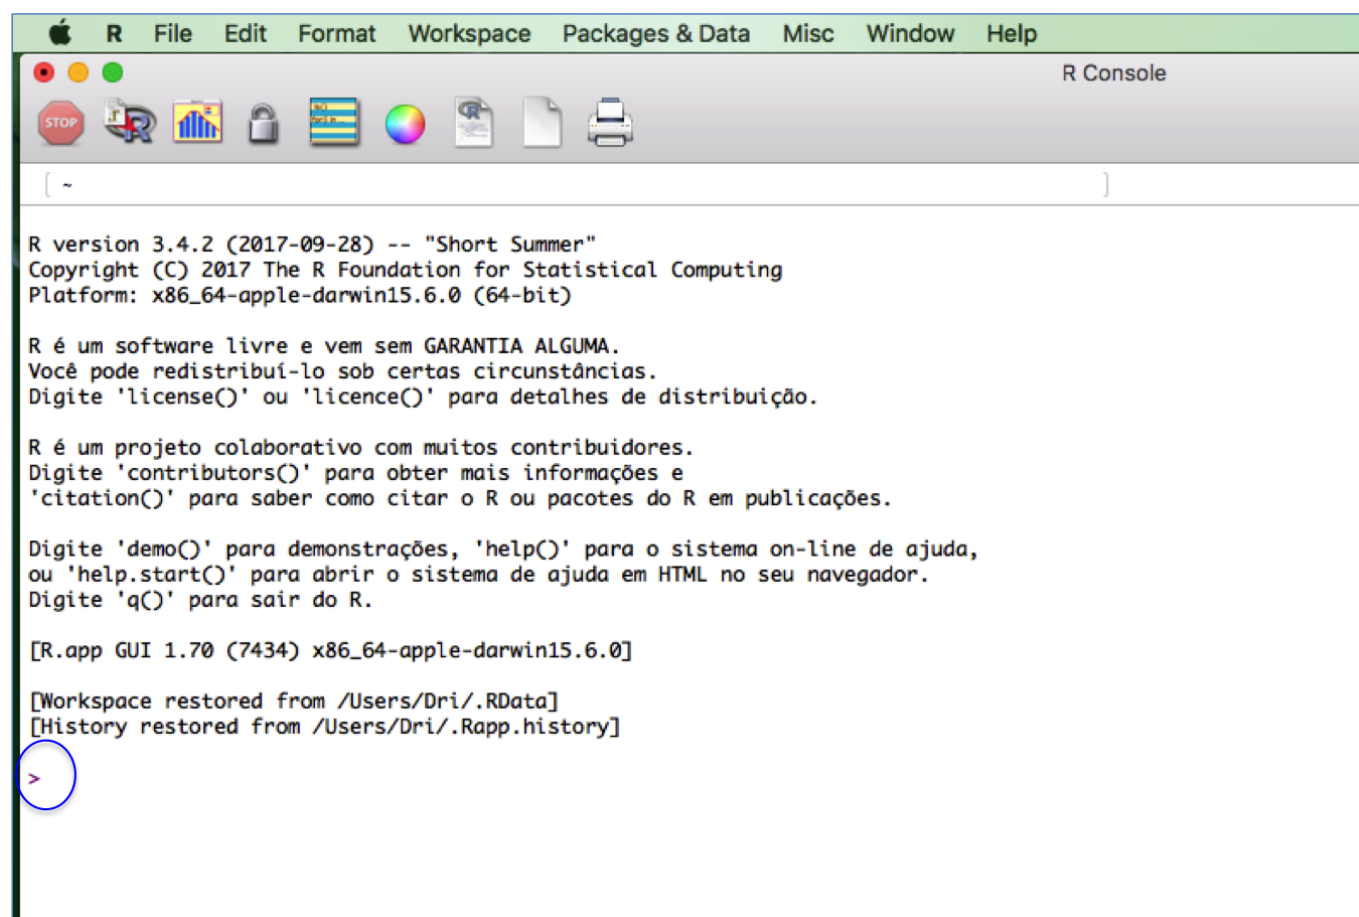 R File Edit Format Workspace Packages & Data Misc Window Help
R Console
STOP
~
R version 3.4.2 (2017-09-28) -- "Short Summer"
Copyright (C) 2017 The R Foundation for Statistical Computing
Platform: x86_64-apple-darwin15.6.0 (64-bit)
R é um software livre e vem sem GARANTIA ALGUMA.
Você pode redistribuí-lo sob certas circunstâncias.
Digite 'license()' ou 'licence()' para detalhes de distribuição.
R é um projeto colaborativo com muitos contribuidores.
Digite 'contributors()' para obter mais informações e
'citation()' para saber como citar o R ou pacotes do R em publicações.
Digite 'demo()' para demonstrações, 'help()' para o sistema on-line de ajuda,
ou 'help.start()' para abrir o sistema de ajuda em HTML no seu navegador.
Digite 'q()' para sair do R.
[R.app GUI 1.70 (7434) x86_64-apple-darwin15.6.0]
[Workspace restored from /Users/Dri/.RData]
[History restored from /Users/Dri/.Rapp.history]
>